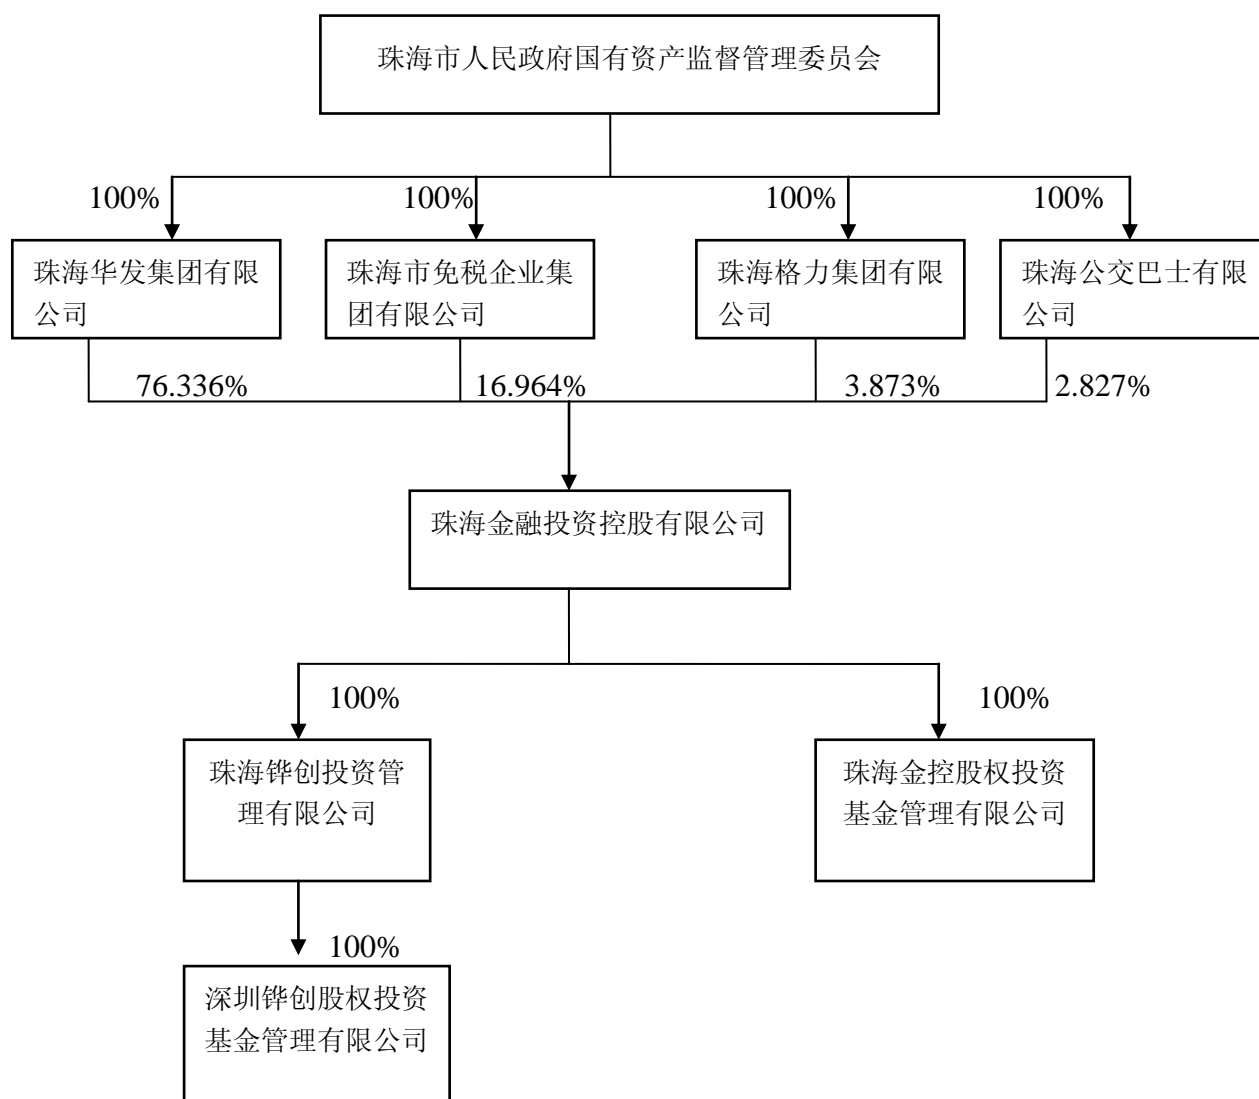 珠海市人民政府国有资产监督管理委员会
100%
100%
100%
100%
珠海华发集团有限
公司
珠海市免税企业集
团有限公司
珠海格力集团有限
公司
珠海公交巴士有限
公司
76.336%
16.964%
3.873%
2.827%
珠海金融投资控股有限公司
100%
100%
珠海铧创投资管
理有限公司
珠海金控股权投资
基金管理有限公司
100%
深圳铧创股权投资
基金管理有限公司